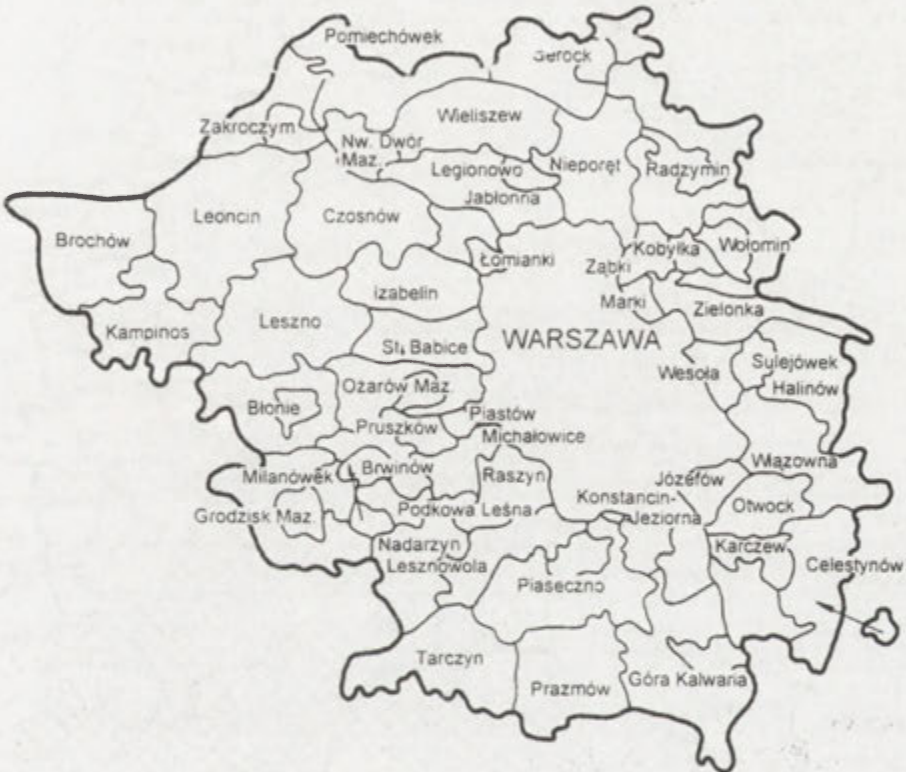 Pomiechówek
Serock
Zakroczym
Wieliszew
Nw. Dwór
Maz.
Legionowo
Nieporęt
Radzymin
Jabłonna
Leoncin
Czosnów
Brochów
Łomianki
Kobyłka
Wołomin
Ząbki
Izabelin
Marki
Zielonka
Kampinos
Leszno
WARSZAWA
St. Babice
Wesoła
Sulejówek
Halinów
Ożarów Maz.
Błonie
Piastów
Pruszków
Michałowice
Milanówek
Brwinów
Raszyn
Józefów
Wiązowna
Konstancin-
Jeziorna
Otwock
Grodzisk Maz.
Podkowa Leśna
Nadarzyn
Karczew
Lesznowola
Celestynów
Piaseczno
Tarczyn
Prazmów
Góra Kalwaria